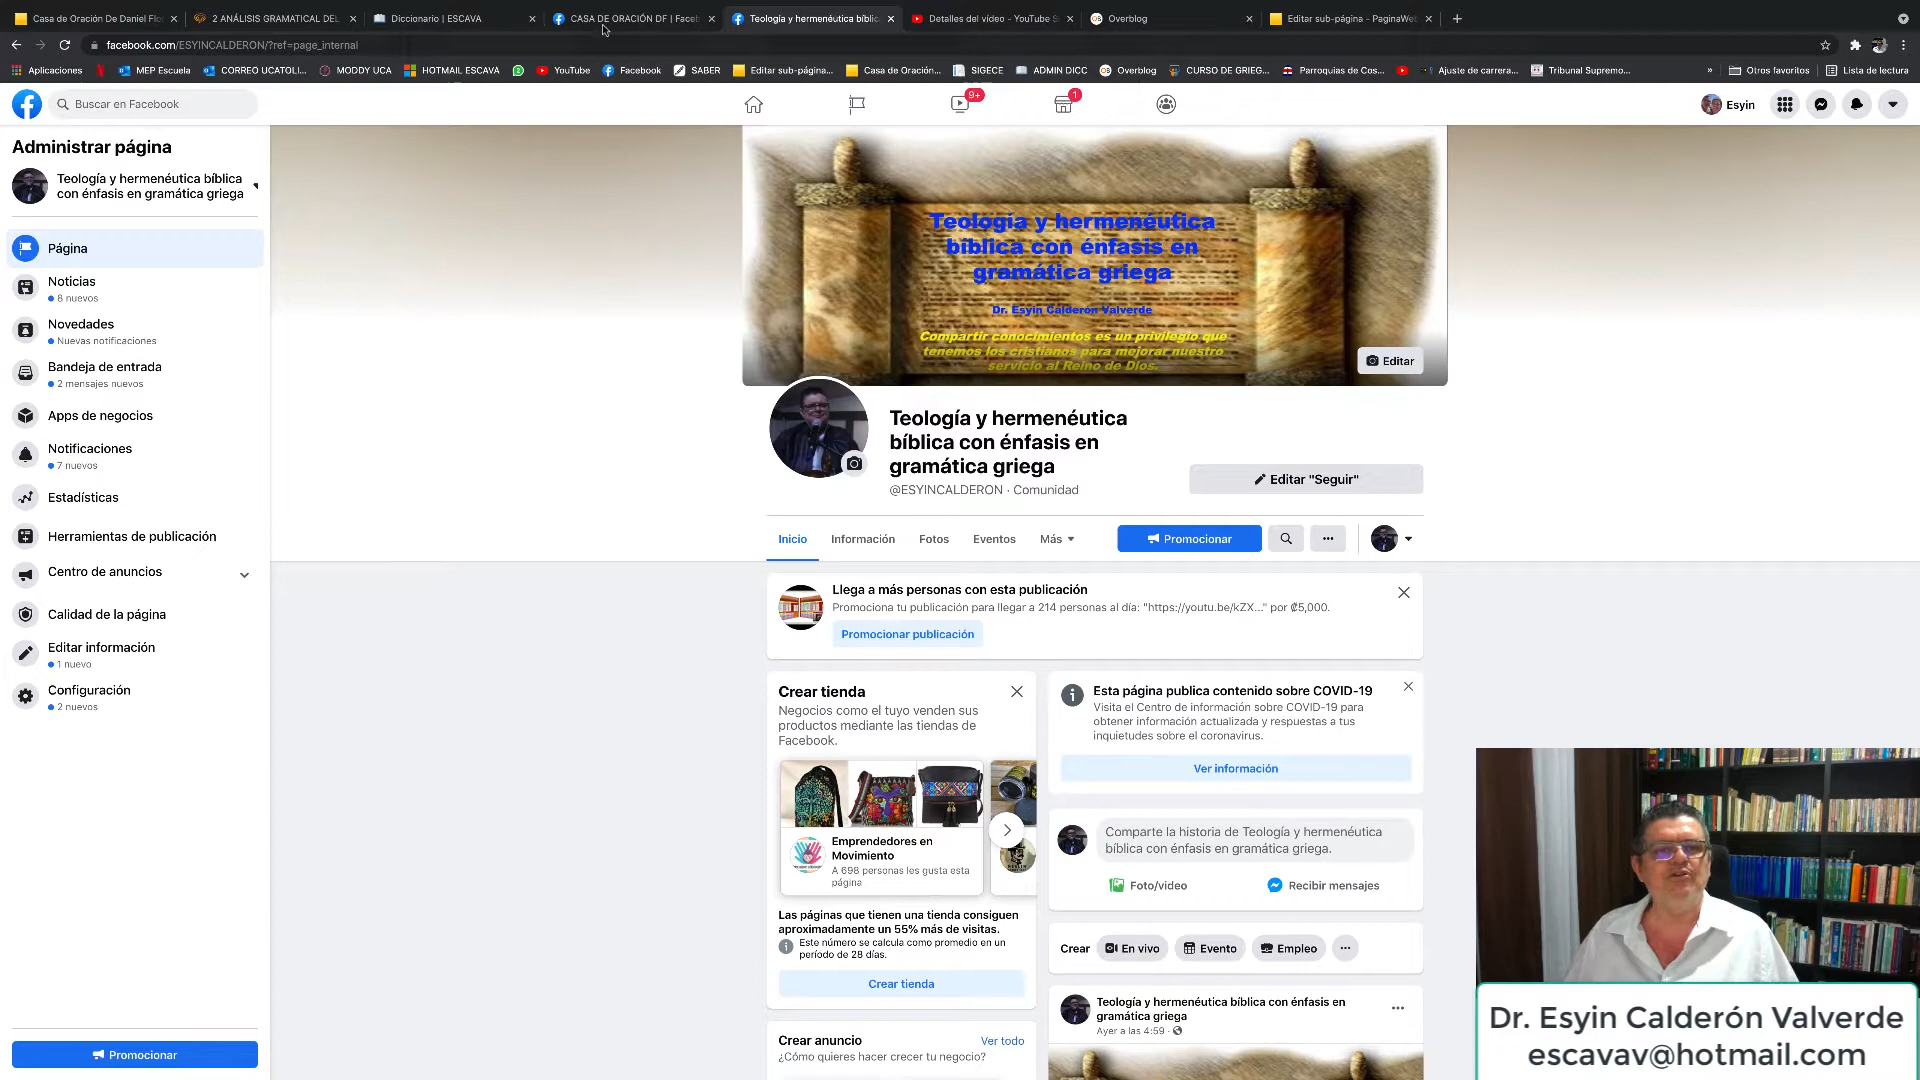 Casa de Oración De Daniel Flo
2 ANÁLISIS GRAMATICAL DEL
Diccionario | ESCAVA
CASA DE ORACIÓN DF | Faceb
Teología y hermenéutica bíblic
Detalles del vídeo - YouTube S
Overblog
Editar sub-página - PaginaWeb
facebook.com/ESYINCALDERON/?ref=page_internal
Aplicaciones
MEP Escuela
CORREO UCATOLI...
MODDY UCA
HOTMAIL ESCAVA
YouTube
Facebook
SABER
Editar sub-página...
Casa de Oración...
SIGECE
ADMIN DICC
Overblog
CURSO DE GRIEG...
Parroquias de Cos...
Ajuste de carrera...
Tribunal Supremo...
»
Otros favoritos
Lista de lectura
Buscar en Facebook
9+
1
Esyin
Administrar página
Teología y hermenéutica bíblica
con énfasis en gramática griega
Página
Noticias
8 nuevos
Novedades
Nuevas notificaciones
Bandeja de entrada
2 mensajes nuevos
Apps de negocios
Notificaciones
7 nuevos
Estadísticas
Herramientas de publicación
Centro de anuncios
Calidad de la página
Editar información
1 nuevo
Configuración
2 nuevos
Promocionar
Teología y hermenéutica
bíblica con énfasis en
gramática griega
Dr. Esyin Calderón Valverde
Compartir conocimientos es un privilegio que
tenemos los cristianos para mejorar nuestro
servicio al Reino de Dios.
Editar
Teología y hermenéutica
bíblica con énfasis en
gramática griega
@ESYINCALDERON · Comunidad
Editar "Seguir"
Inicio
Información
Fotos
Eventos
Más
Promocionar
Llega a más personas con esta publicación
Promociona tu publicación para llegar a 214 personas al día: "https://youtu.be/kZX..." por ₡5,000.
Promocionar publicación
Crear tienda
Negocios como el tuyo venden sus
productos mediante las tiendas de
Facebook.
Emprendedores en
Movimiento
A 698 personas les gusta esta
página
Las páginas que tienen una tienda consiguen
aproximadamente un 55% más de visitas.
Este número se calcula como promedio en un
período de 28 días.
Crear tienda
Crear anuncio
Ver todo
¿Cómo quieres hacer crecer tu negocio?
Esta página publica contenido sobre COVID-19
Visita el Centro de información sobre COVID-19 para
obtener información actualizada y respuestas a tus
inquietudes sobre el coronavirus.
Ver información
Comparte la historia de Teología y hermenéutica
bíblica con énfasis en gramática griega.
Foto/video
Recibir mensajes
Crear
En vivo
Evento
Empleo
Teología y hermenéutica bíblica con énfasis en
gramática griega
Ayer a las 4:59 ·
Dr. Esyin Calderón Valverde
escavav@hotmail.com